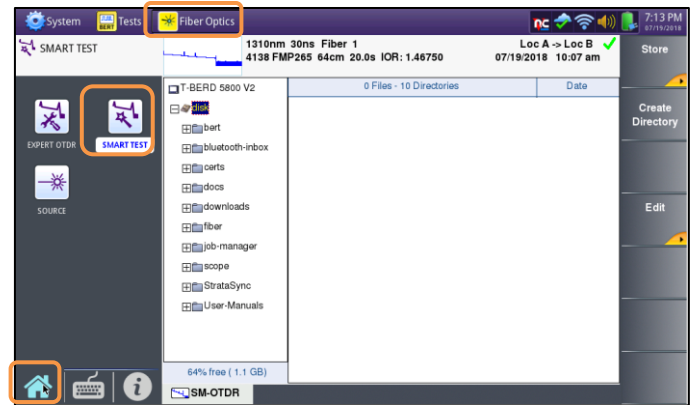 System Tests Fiber Optics 7:13 PM
07/19/2018
SMART TEST
1310nm 30ns Fiber 1 Loc A -> Loc B
4138 FMP265 64cm 20.0s IOR: 1.46750 07/19/2018 10:07 am
Store
T-BERD 5800 V2
0 Files - 10 Directories Date
disk
bert
bluetooth-inbox
certs
docs
downloads
fiber
job-manager
scope
StrataSync
User-Manuals
EXPERT OTDR SMART TEST
SOURCE
Create
Directory
Edit
64% free ( 1.1 GB)
SM-OTDR
BERT
nc
i